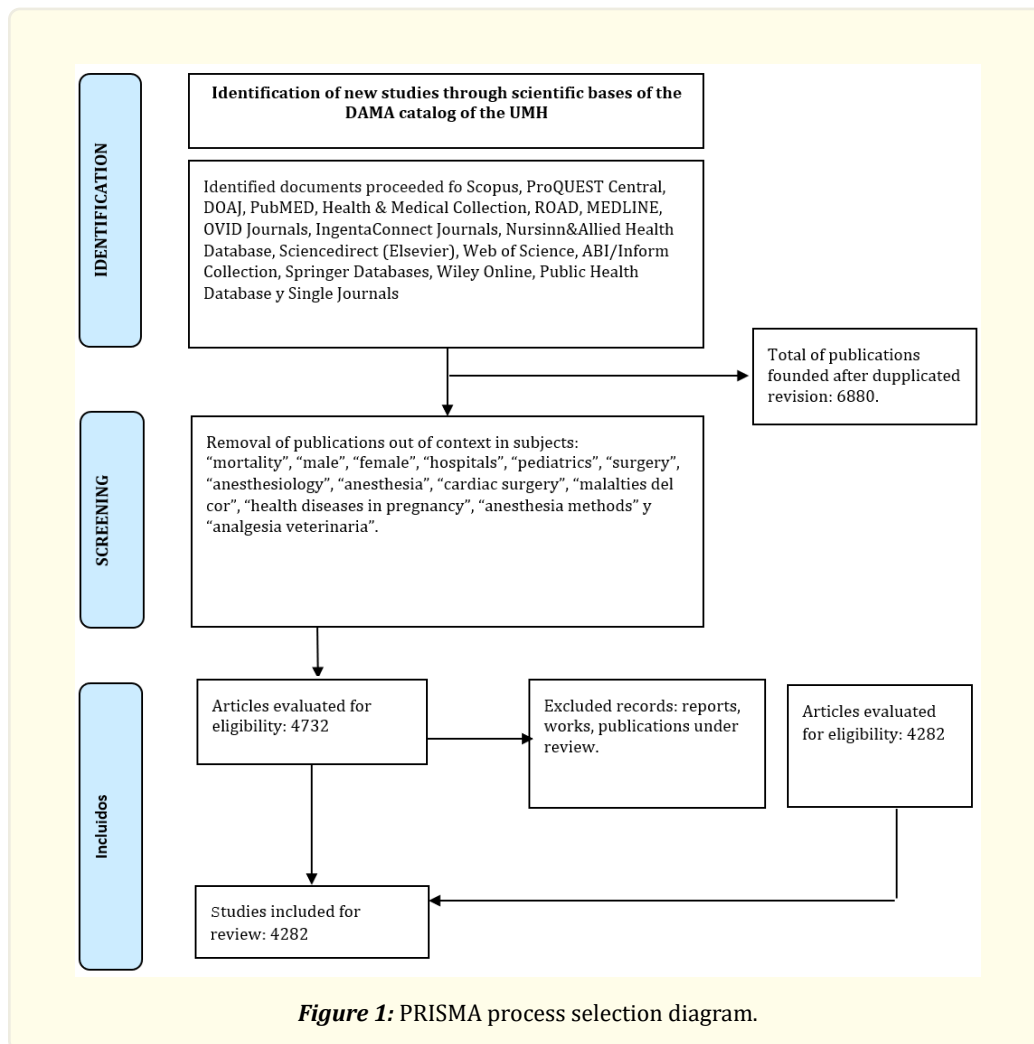 IDENTIFICATION
Identification of new studies through scientific bases of the
DAMA catalog of the UMH
Identified documents proceeded fo Scopus, ProQUEST Central,
DOAJ, PubMED, Health & Medical Collection, ROAD, MEDLINE,
OVID Journals, IngentaConnect Journals, Nursinn&Allied Health
Database, Sciencedirect (Elsevier), Web of Science, ABI/Inform
Collection, Springer Databases, Wiley Online, Public Health
Database y Single Journals
Total of publications
founded after dupplicated
revision: 6880.
SCREENING
Removal of publications out of context in subjects:
“mortality”, “male”, “female”, “hospitals”, “pediatrics”, “surgery”,
“anesthesiology”, “anesthesia”, “cardiac surgery”, “malalties del
cor”, “health diseases in pregnancy”, “anesthesia methods” y
“analgesia veterinaria”.
Incluidos
Articles evaluated for
eligibility: 4732
Excluded records: reports,
works, publications under
review.
Articles evaluated
for eligibility: 4282
Studies included for
review: 4282
Figure 1: PRISMA process selection diagram.